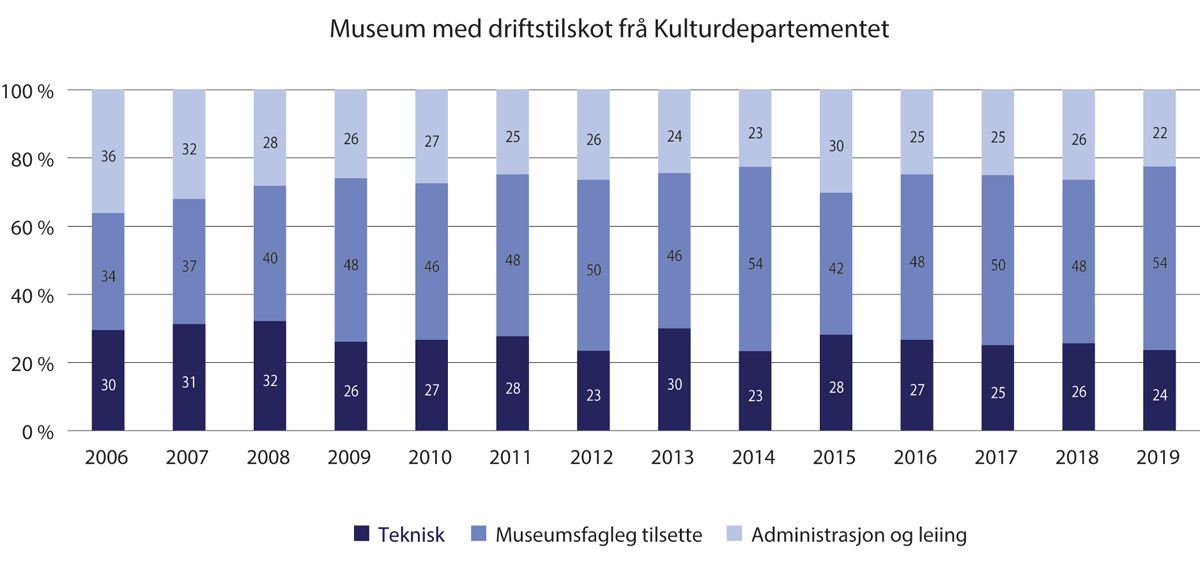 Museum med driftstilskot frå Kulturdepartementet
100 %
80 %
60 %
40 %
20 %
0 %
36 32 28 26 27 25 26 24 23 30 25 25 26 22
34 37 40 48 46 48 50 46 54 42 48 50 48 54
30 31 32 26 27 28 23 30 23 28 27 25 26 24
2006 2007 2008 2009 2010 2011 2012 2013 2014 2015 2016 2017 2018 2019
Teknisk Museumsfagleg tilsette Administrasjon og leiing